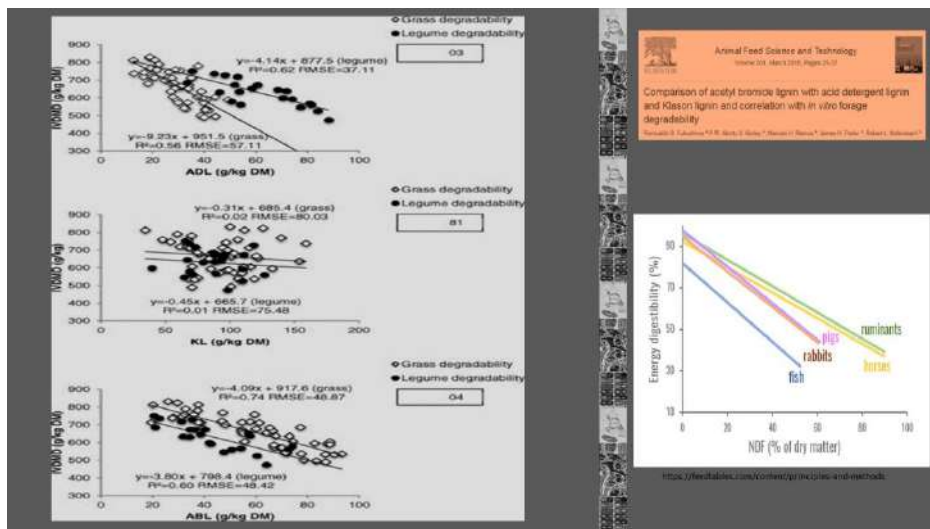 Grass degradability
Legume degradability
03
y=-4.14x + 877.5 (legume)
R²=0.62 RMSE=37.11
y=-9.23x + 951.5 (grass)
R²=0.56 RMSE=57.11
IVDMD (g/kg DM)
900
800
700
600
500
400
300
0 20 40 60 80 100
ADL (g/kg DM)
Grass degradability
Legume degradability
81
y=-0.31x + 685.4 (grass)
R²=0.02 RMSE=80.03
y=-0.45x + 665.7 (legume)
R²=0.01 RMSE=75.48
IVDMD (g/kg)
900
800
700
600
500
400
300
0 50 100 150 200
KL (g/kg DM)
Grass degradability
Legume degradability
04
y=-4.09x + 917.6 (grass)
R²=0.74 RMSE=48.87
y=-3.80x + 798.4 (legume)
R²=0.60 RMSE=48.42
IVDMD (g/kg DM)
900
800
700
600
500
400
300
0 20 40 60 80 100
ABL (g/kg DM)
Animal Feed Science and Technology
Comparison of acetyl bromide lignin with acid detergent lignin
and Klason lignin and correlation with in vitro forage
degradability
Energy digestibility (%)
90
70
50
30
10
ruminants
pigs
rabbits
horses
fish
0 30 60 90
NDF (% of dry matter)
https://feedtables.com/content/principles-and-methods